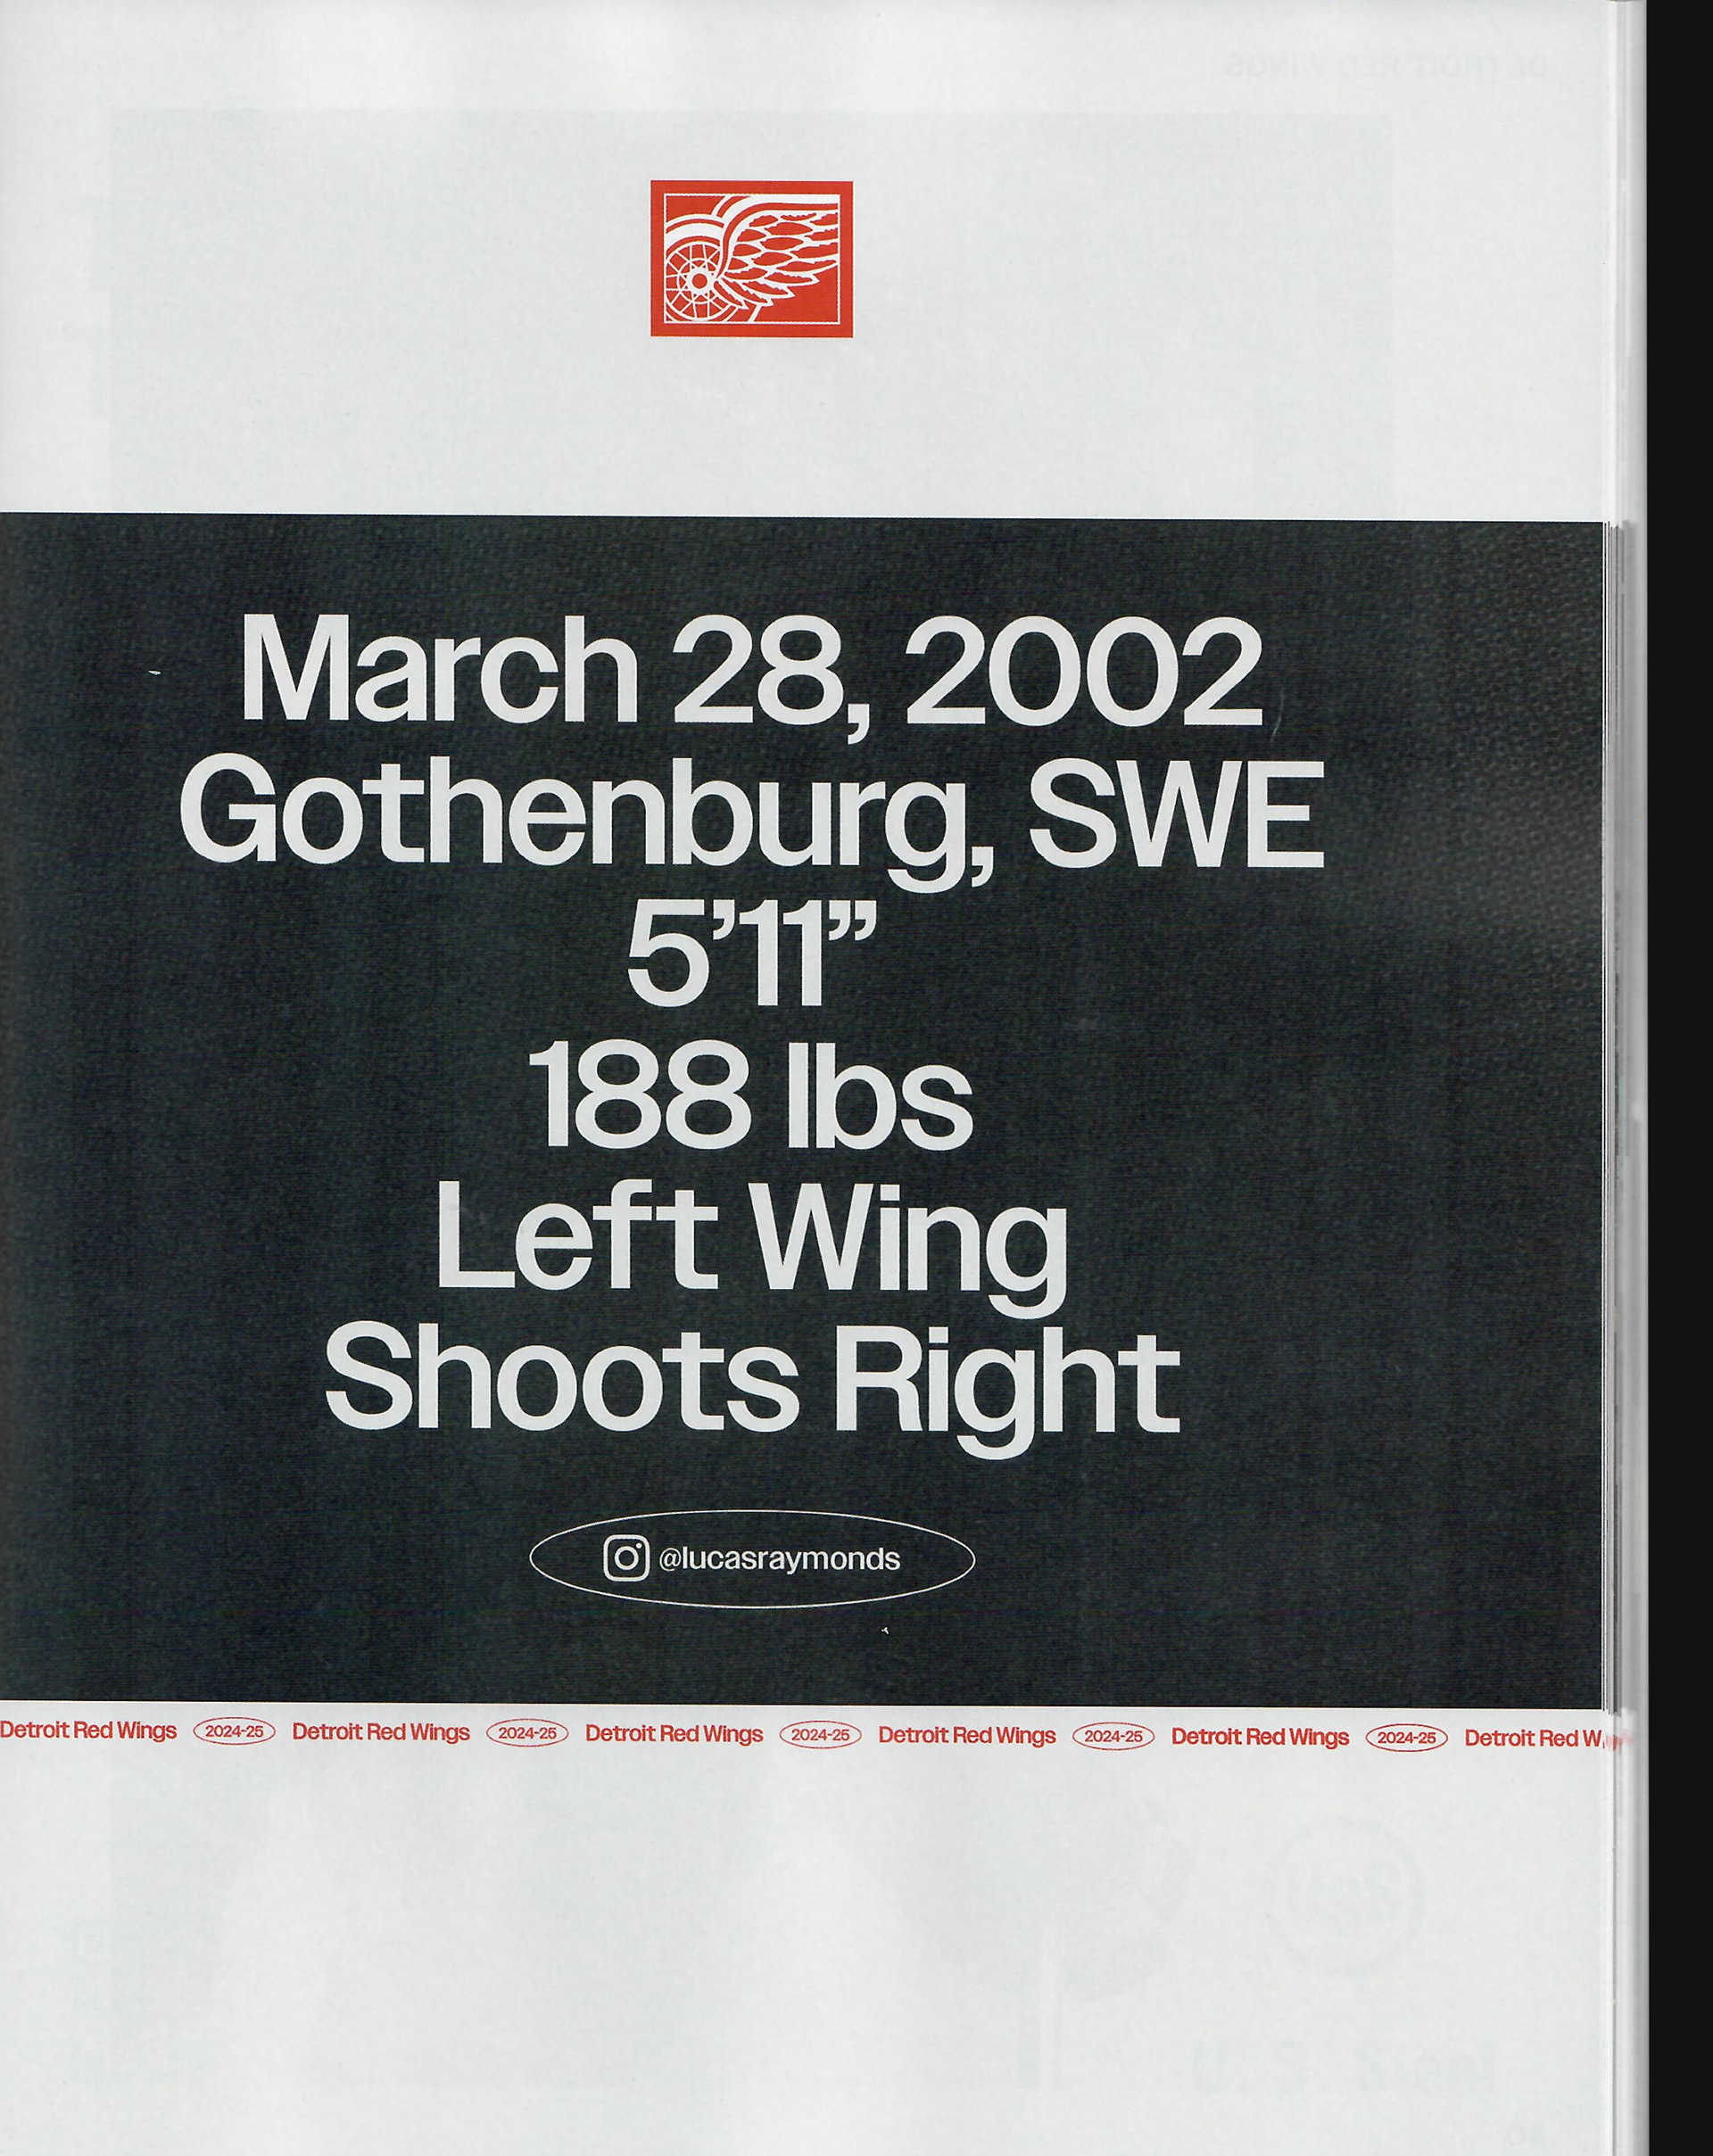 March 28, 2002
Gothenburg, SWE
5’11”
188 lbs
Left Wing
Shoots Right
@lucasraymonds
Detroit Red Wings 2024-25 Detroit Red Wings 2024-25 Detroit Red Wings 2024-25 Detroit Red Wings 2024-25 Detroit Red Wings 2024-25 Detroit Red W